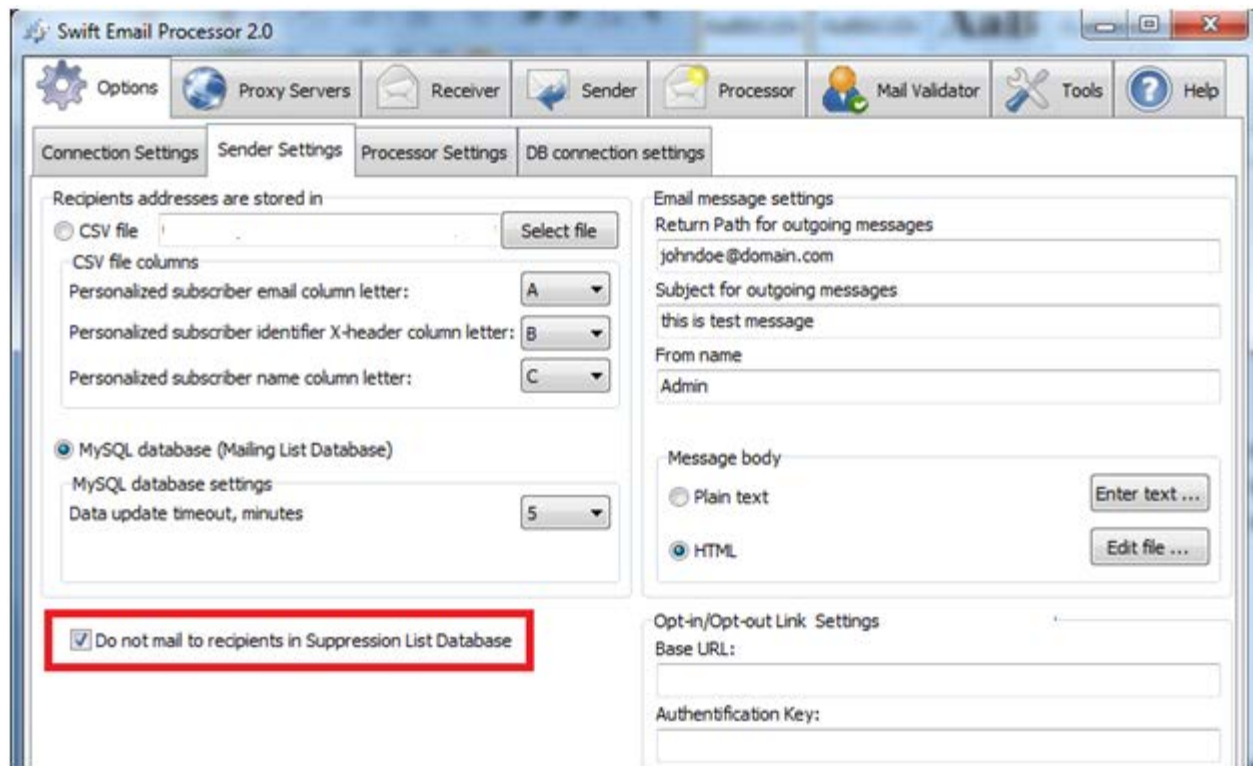 Swift Email Processor 2.0
Options Proxy Servers Receiver Sender Processor Mail Validator Tools Help
Connection Settings Sender Settings Processor Settings DB connection settings
Recipients addresses are stored in
CSV file Select file
CSV file columns
Personalized subscriber email column letter: A
Personalized subscriber identifier X-header column letter: B
Personalized subscriber name column letter: C
MySQL database (Mailing List Database)
MySQL database settings
Data update timeout, minutes 5
Do not mail to recipients in Suppression List Database
Email message settings
Return Path for outgoing messages
johndoe@domain.com
Subject for outgoing messages
this is test message
From name
Admin
Message body
Plain text Enter text ...
HTML Edit file ...
Opt-in/Opt-out Link Settings
Base URL:
Authentification Key: